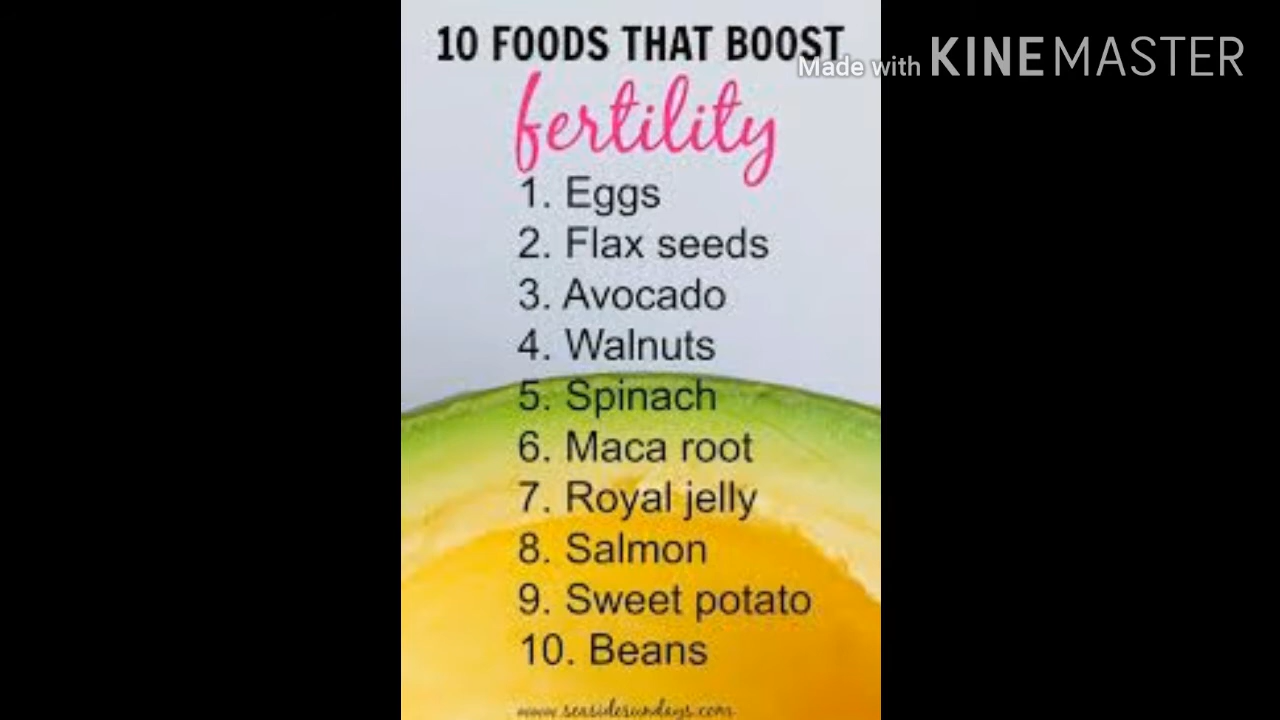 10 FOODS THAT BOOST
Made with KINEMASTER
fertility
1. Eggs
2. Flax seeds
3. Avocado
4. Walnuts
5. Spinach
6. Maca root
7. Royal jelly
8. Salmon
9. Sweet potato
10. Beans
www.seasidesundays.com